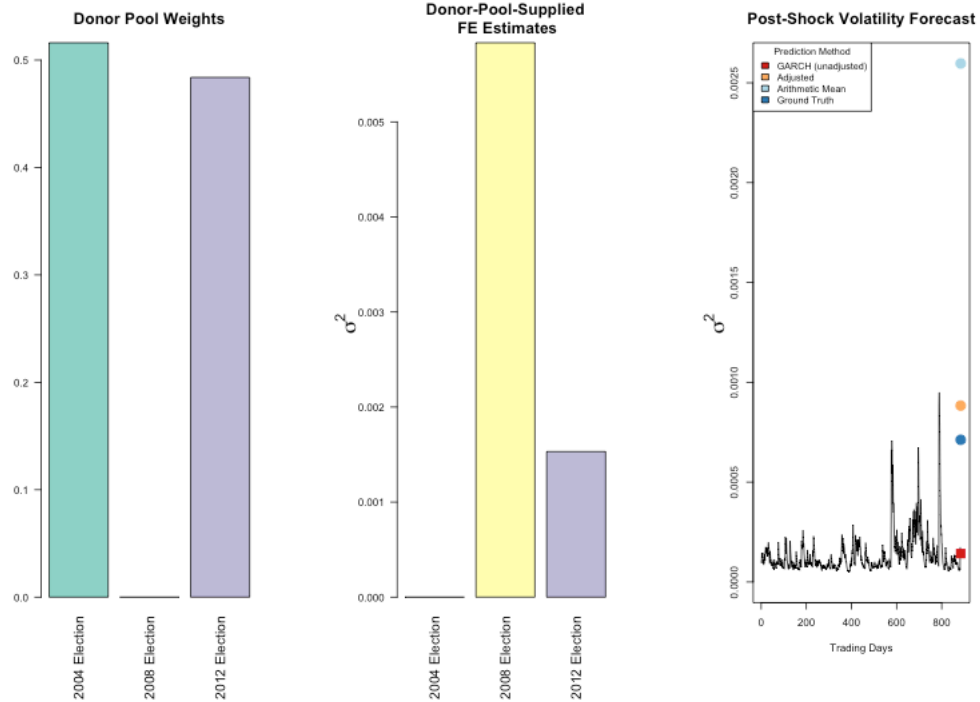 Donor Pool Weights
0.5
0.4
0.3
0.2
0.1
0.0
2004 Election
2008 Election
2012 Election
Donor-Pool-Supplied
FE Estimates
σ²
0.005
0.004
0.003
0.002
0.001
0.000
2004 Election
2008 Election
2012 Election
Post-Shock Volatility Forecast
Prediction Method
GARCH (unadjusted)
Adjusted
Arithmetic Mean
Ground Truth
σ²
0.0025
0.0020
0.0015
0.0010
0.0005
0.0000
0
200
400
600
800
Trading Days